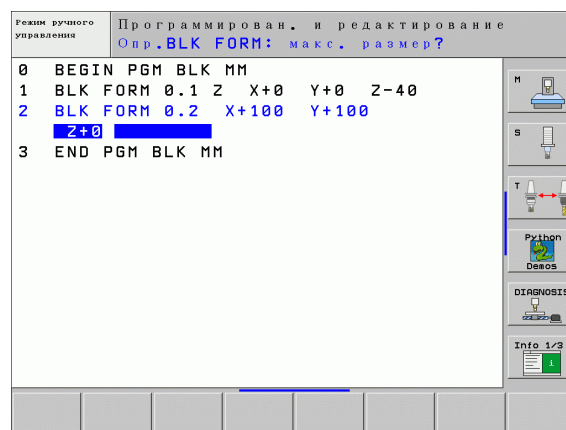 Режим ручного
управления
Программирован. и редактирование
Опр.BLK FORM: макс. размер?
0 BEGIN PGM BLK MM
1 BLK FORM 0.1 Z X+0 Y+0 Z-40
2 BLK FORM 0.2 X+100 Y+100
Z+0
3 END PGM BLK MM
M
S
T
Python
Demos
DIAGNOSIS
Info 1/3
i